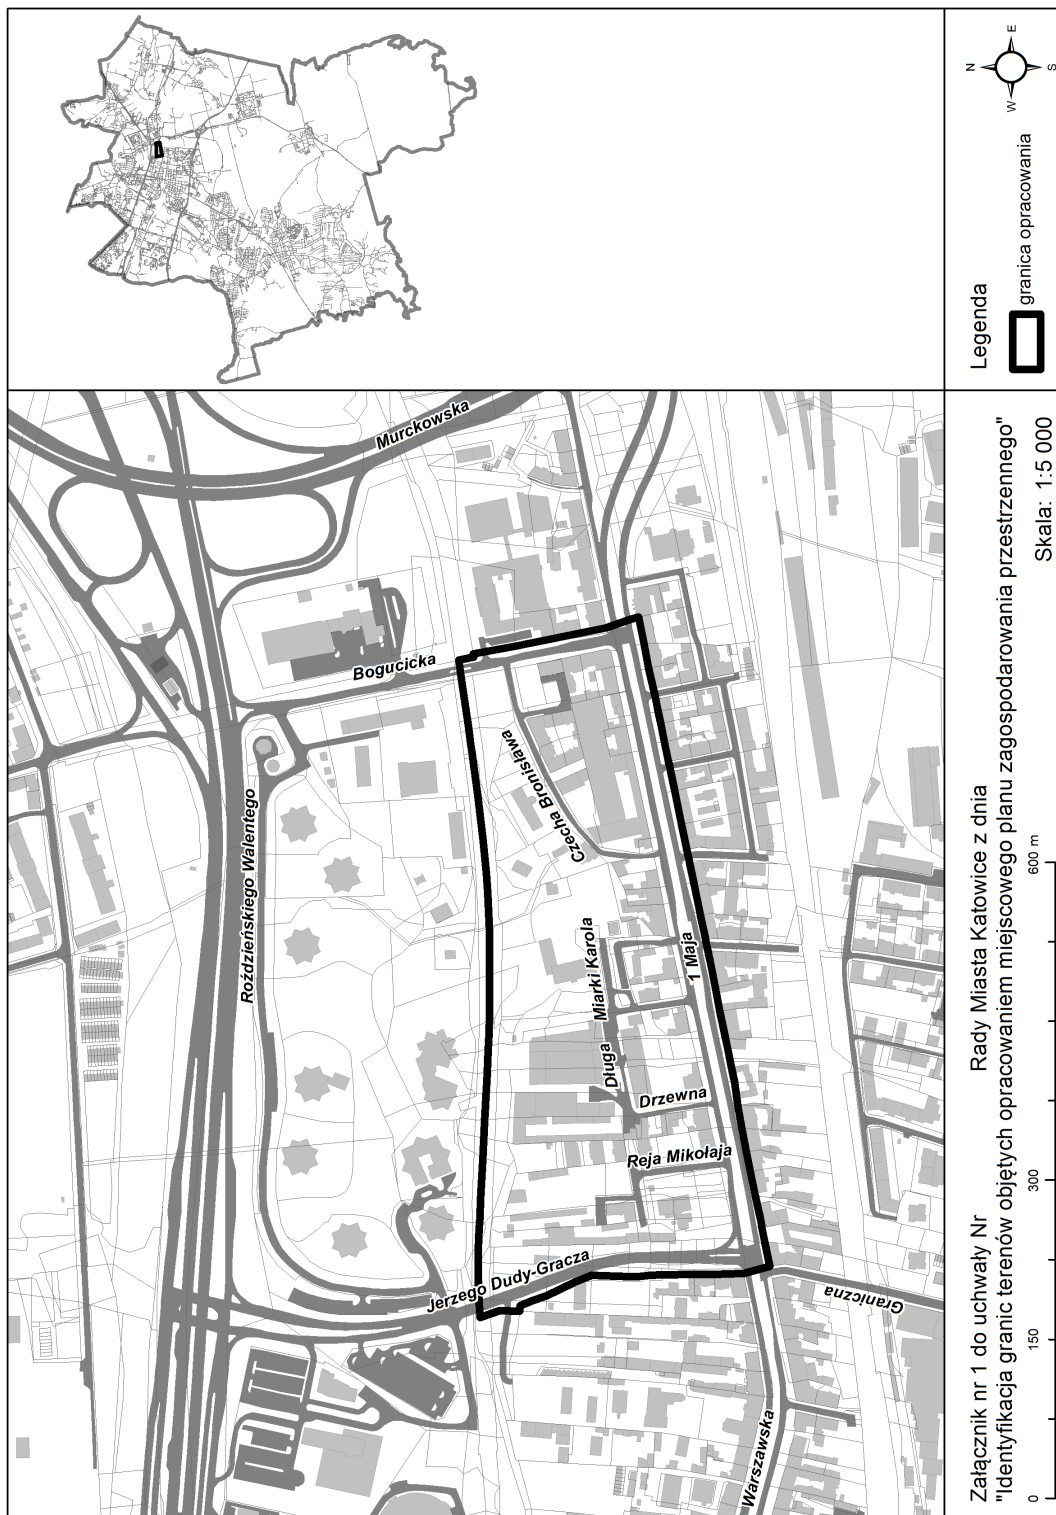 Murckowska
Bogucicka
Roździeńskiego Walentego
Czecha Bronisława
Miarki Karola
1 Maja
Długa
Drzewna
Reja Mikołaja
Jerzego Dudy-Gracza
Graniczna
Warszawska
N
E
W
S
Legenda
granica opracowania
Załącznik nr 1 do uchwały Nr Rady Miasta Katowice z dnia
"Identyfikacja granic terenów objętych opracowaniem miejscowego planu zagospodarowania przestrzennego"
0 150 300 600 m
Skala: 1:5 000